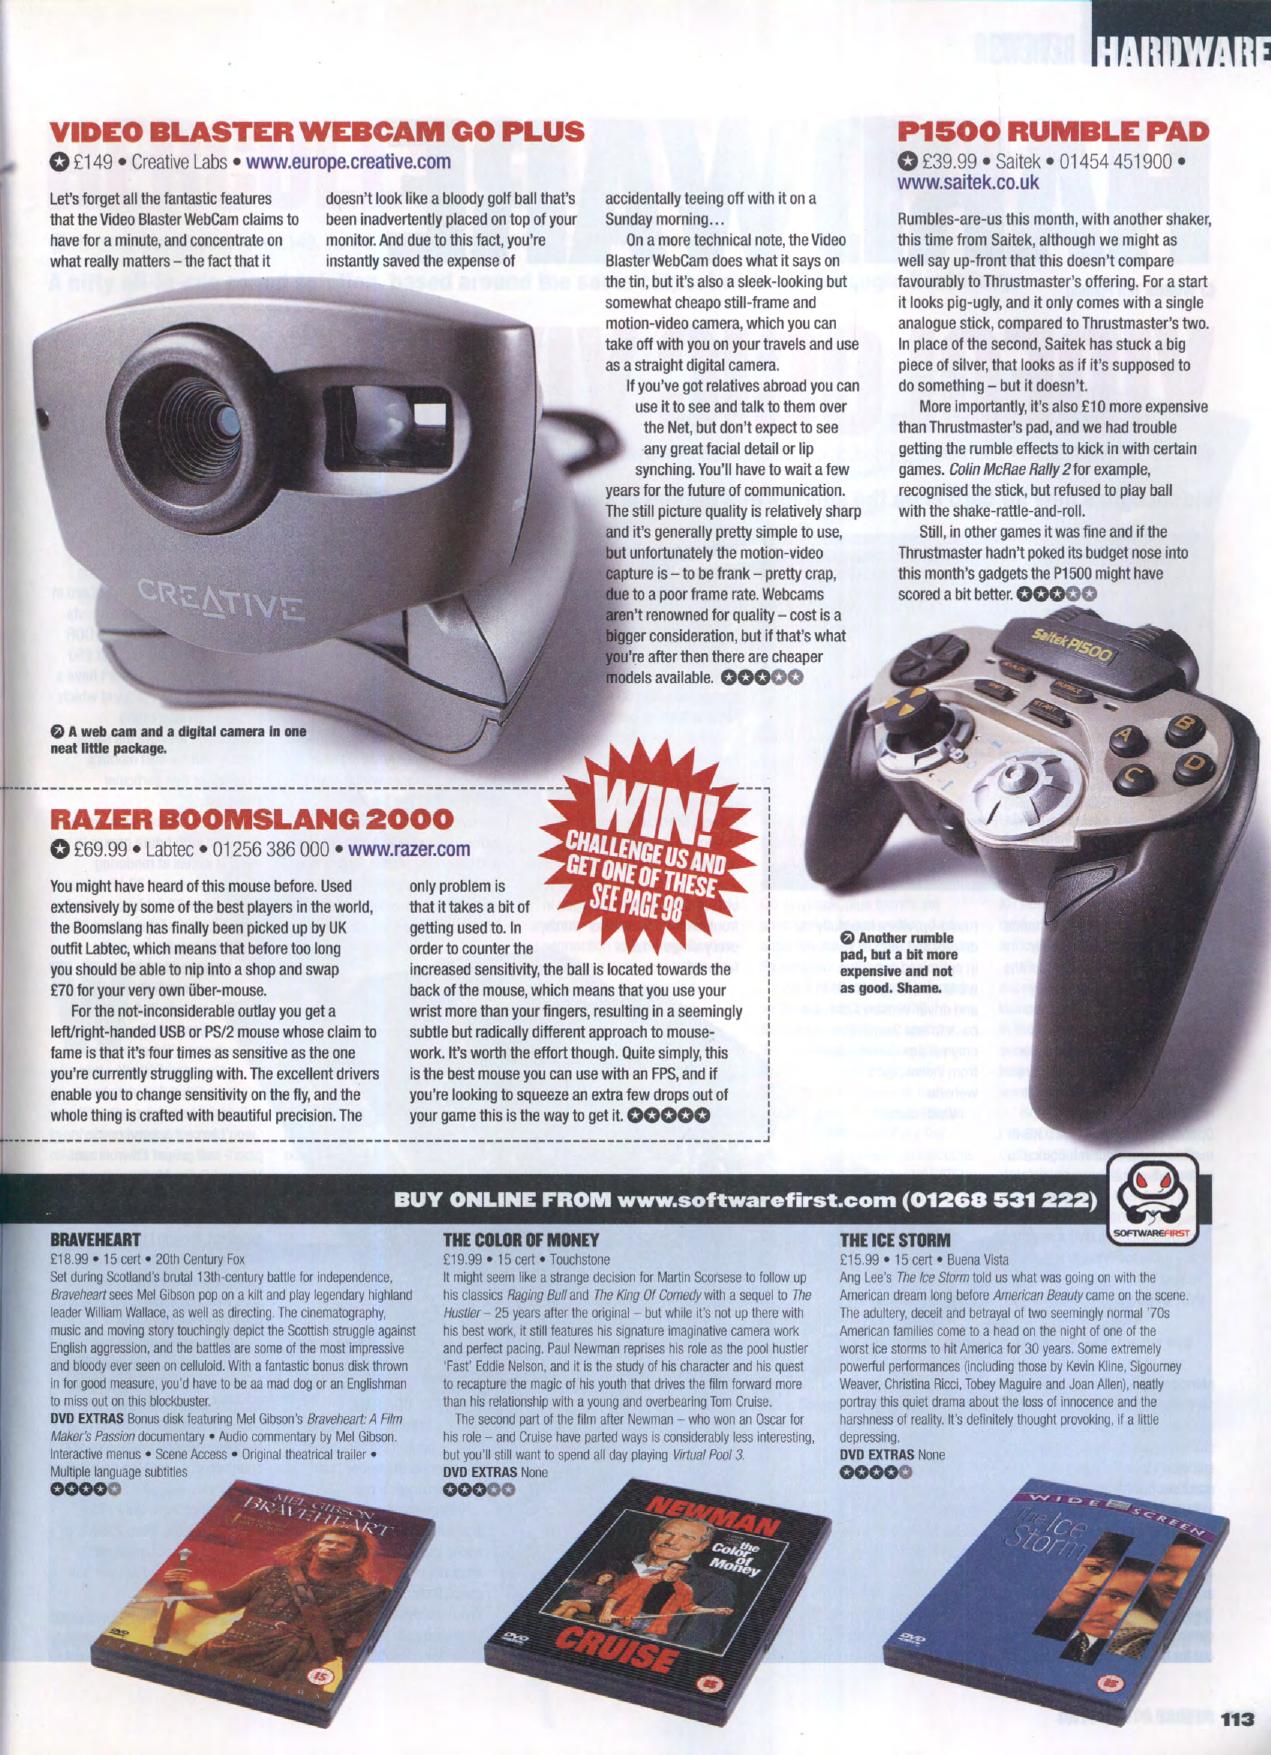 HARDWARE
VIDEO BLASTER WEBCAM GO PLUS
£149 • Creative Labs • www.europe.creative.com
Let's forget all the fantastic features
that the Video Blaster WebCam claims to
have for a minute, and concentrate on
what really matters – the fact that it
doesn't look like a bloody golf ball that's
been inadvertently placed on top of your
monitor. And due to this fact, you're
instantly saved the expense of
accidentally teeing off with it on a
Sunday morning…
On a more technical note, the Video
Blaster WebCam does what it says on
the tin, but it's also a sleek-looking but
somewhat cheapo still-frame and
motion-video camera, which you can
take off with you on your travels and use
as a straight digital camera.
If you've got relatives abroad you can
use it to see and talk to them over
the Net, but don't expect to see
any great facial detail or lip
synching. You'll have to wait a few
years for the future of communication.
The still picture quality is relatively sharp
and it's generally pretty simple to use,
but unfortunately the motion-video
capture is – to be frank – pretty crap,
due to a poor frame rate. Webcams
aren't renowned for quality – cost is a
bigger consideration, but if that's what
you're after then there are cheaper
models available.
CREATIVE
A web cam and a digital camera in one
neat little package.
P1500 RUMBLE PAD
£39.99 • Saitek • 01454 451900 •
www.saitek.co.uk
Rumbles-are-us this month, with another shaker,
this time from Saitek, although we might as
well say up-front that this doesn't compare
favourably to Thrustmaster's offering. For a start
it looks pig-ugly, and it only comes with a single
analogue stick, compared to Thrustmaster's two.
In place of the second, Saitek has stuck a big
piece of silver, that looks as if it's supposed to
do something – but it doesn't.
More importantly, it's also £10 more expensive
than Thrustmaster's pad, and we had trouble
getting the rumble effects to kick in with certain
games. Colin McRae Rally 2 for example,
recognised the stick, but refused to play ball
with the shake-rattle-and-roll.
Still, in other games it was fine and if the
Thrustmaster hadn't poked its budget nose into
this month's gadgets the P1500 might have
scored a bit better.
Saitek P1500
START
A
B
C
D
Another rumble
pad, but a bit more
expensive and not
as good. Shame.
RAZER BOOMSLANG 2000
£69.99 • Labtec • 01256 386 000 • www.razer.com
You might have heard of this mouse before. Used
extensively by some of the best players in the world,
the Boomslang has finally been picked up by UK
outfit Labtec, which means that before too long
you should be able to nip into a shop and swap
£70 for your very own über-mouse.
For the not-inconsiderable outlay you get a
left/right-handed USB or PS/2 mouse whose claim to
fame is that it's four times as sensitive as the one
you're currently struggling with. The excellent drivers
enable you to change sensitivity on the fly, and the
whole thing is crafted with beautiful precision. The
only problem is
that it takes a bit of
getting used to. In
order to counter the
increased sensitivity, the ball is located towards the
back of the mouse, which means that you use your
wrist more than your fingers, resulting in a seemingly
subtle but radically different approach to mouse-
work. It's worth the effort though. Quite simply, this
is the best mouse you can use with an FPS, and if
you're looking to squeeze an extra few drops out of
your game this is the way to get it.
WIN!
CHALLENGE US AND
GET ONE OF THESE
SEE PAGE 98
BUY ONLINE FROM www.softwarefirst.com (01268 531 222)
SOFTWAREFIRST
BRAVEHEART
£18.99 • 15 cert • 20th Century Fox
Set during Scotland's brutal 13th-century battle for independence,
Braveheart sees Mel Gibson pop on a kilt and play legendary highland
leader William Wallace, as well as directing. The cinematography,
music and moving story touchingly depict the Scottish struggle against
English aggression, and the battles are some of the most impressive
and bloody ever seen on celluloid. With a fantastic bonus disk thrown
in for good measure, you'd have to be aa mad dog or an Englishman
to miss out on this blockbuster.
DVD EXTRAS Bonus disk featuring Mel Gibson's Braveheart: A Film
Maker's Passion documentary • Audio commentary by Mel Gibson.
Interactive menus • Scene Access • Original theatrical trailer •
Multiple language subtitles
MEL GIBSON
BRAVEHEART
DVD
15
THE COLOR OF MONEY
£19.99 • 15 cert • Touchstone
It might seem like a strange decision for Martin Scorsese to follow up
his classics Raging Bull and The King Of Comedy with a sequel to The
Hustler – 25 years after the original – but while it's not up there with
his best work, it still features his signature imaginative camera work
and perfect pacing. Paul Newman reprises his role as the pool hustler
'Fast' Eddie Nelson, and it is the study of his character and his quest
to recapture the magic of his youth that drives the film forward more
than his relationship with a young and overbearing Tom Cruise.
The second part of the film after Newman – who won an Oscar for
his role – and Cruise have parted ways is considerably less interesting,
but you'll still want to spend all day playing Virtual Pool 3.
DVD EXTRAS None
NEWMAN
the
Color
of
Money
CRUISE
DVD
15
THE ICE STORM
£15.99 • 15 cert • Buena Vista
Ang Lee's The Ice Storm told us what was going on with the
American dream long before American Beauty came on the scene.
The adultery, deceit and betrayal of two seemingly normal '70s
American families come to a head on the night of one of the
worst ice storms to hit America for 30 years. Some extremely
powerful performances (including those by Kevin Kline, Sigourney
Weaver, Christina Ricci, Tobey Maguire and Joan Allen), neatly
portray this quiet drama about the loss of innocence and the
harshness of reality. It's definitely thought provoking, if a little
depressing.
DVD EXTRAS None
WIDE SCREEN
The Ice
Storm
DVD
15
113